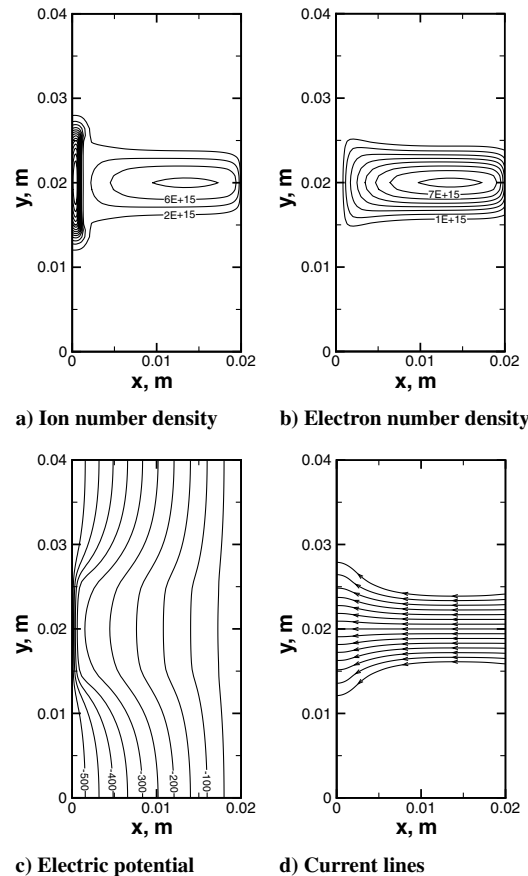 0.04
0.03
0.02
0.01
0
y, m
6E+15
2E+15
0 0.01 0.02
x, m
a) Ion number density
0.04
0.03
0.02
0.01
0
y, m
7E+15
1E+15
0 0.01 0.02
x, m
b) Electron number density
0.04
0.03
0.02
0.01
0
y, m
-500
-400
-300
-200
-100
0 0.01 0.02
x, m
c) Electric potential
0.04
0.03
0.02
0.01
0
y, m
0 0.01 0.02
x, m
d) Current lines